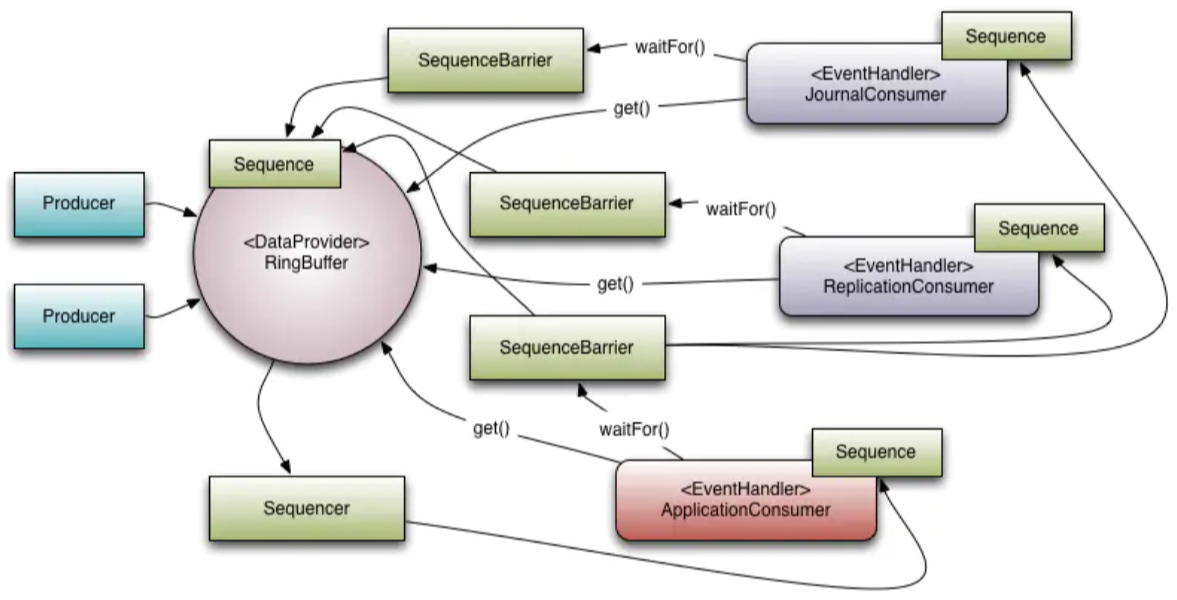 Sequence
SequenceBarrier
waitFor()
<EventHandler>
JournalConsumer
get()
Sequence
Producer
SequenceBarrier
waitFor()
Sequence
<DataProvider>
RingBuffer
<EventHandler>
ReplicationConsumer
get()
Producer
SequenceBarrier
get()
waitFor()
Sequence
<EventHandler>
ApplicationConsumer
Sequencer